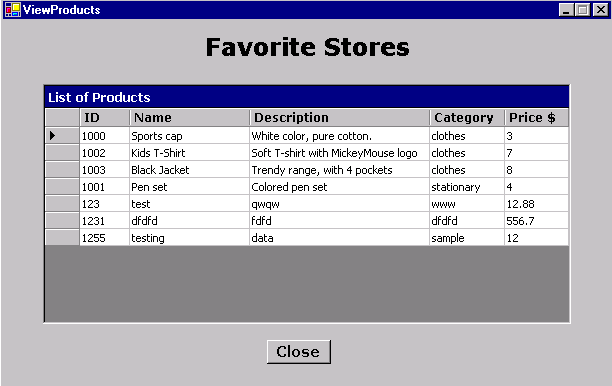 ViewProducts
Favorite Stores
List of Products
ID Name Description Category Price $
1000 Sports cap White color, pure cotton. clothes 3
1002 Kids T-Shirt Soft T-shirt with MickeyMouse logo clothes 7
1003 Black Jacket Trendy range, with 4 pockets clothes 8
1001 Pen set Colored pen set stationary 4
123 test qwqw www 12.88
1231 dfdfd fdfd dfdfd 556.7
1255 testing data sample 12
Close